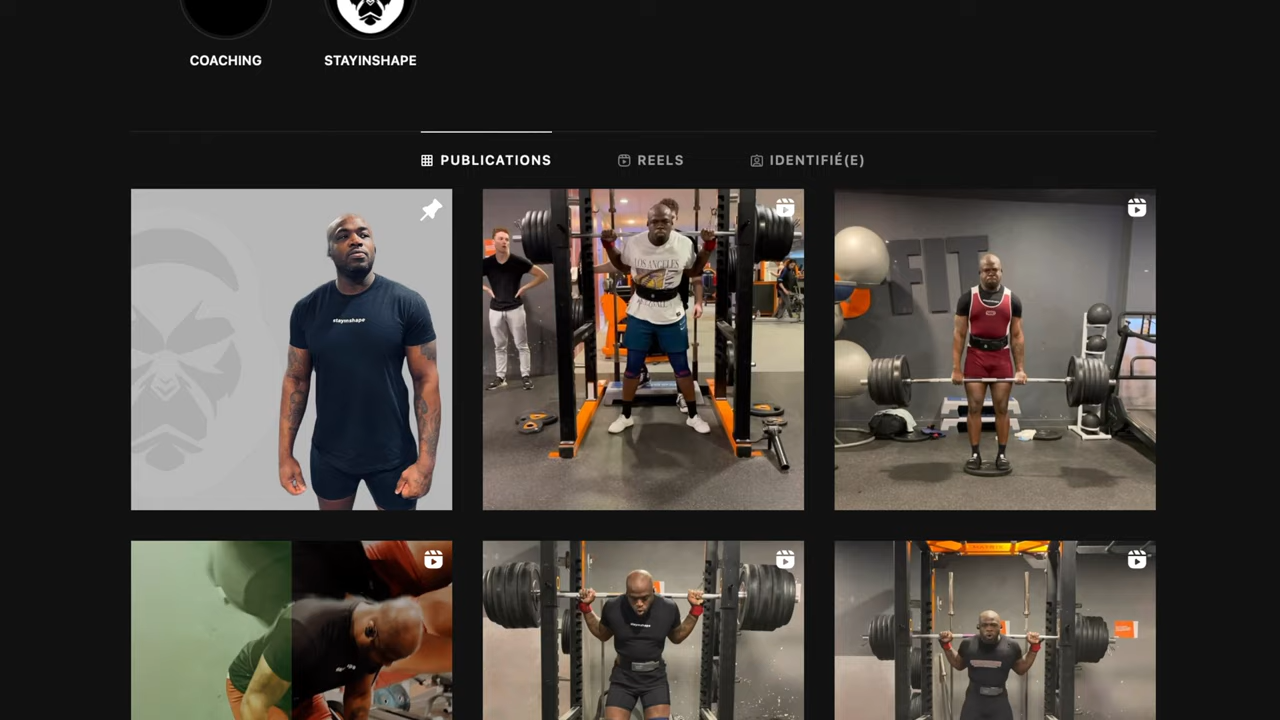 COACHING
STAYINSHAPE
PUBLICATIONS
REELS
IDENTIFIÉ(E)
stayinshape
LOS ANGELES
FIT